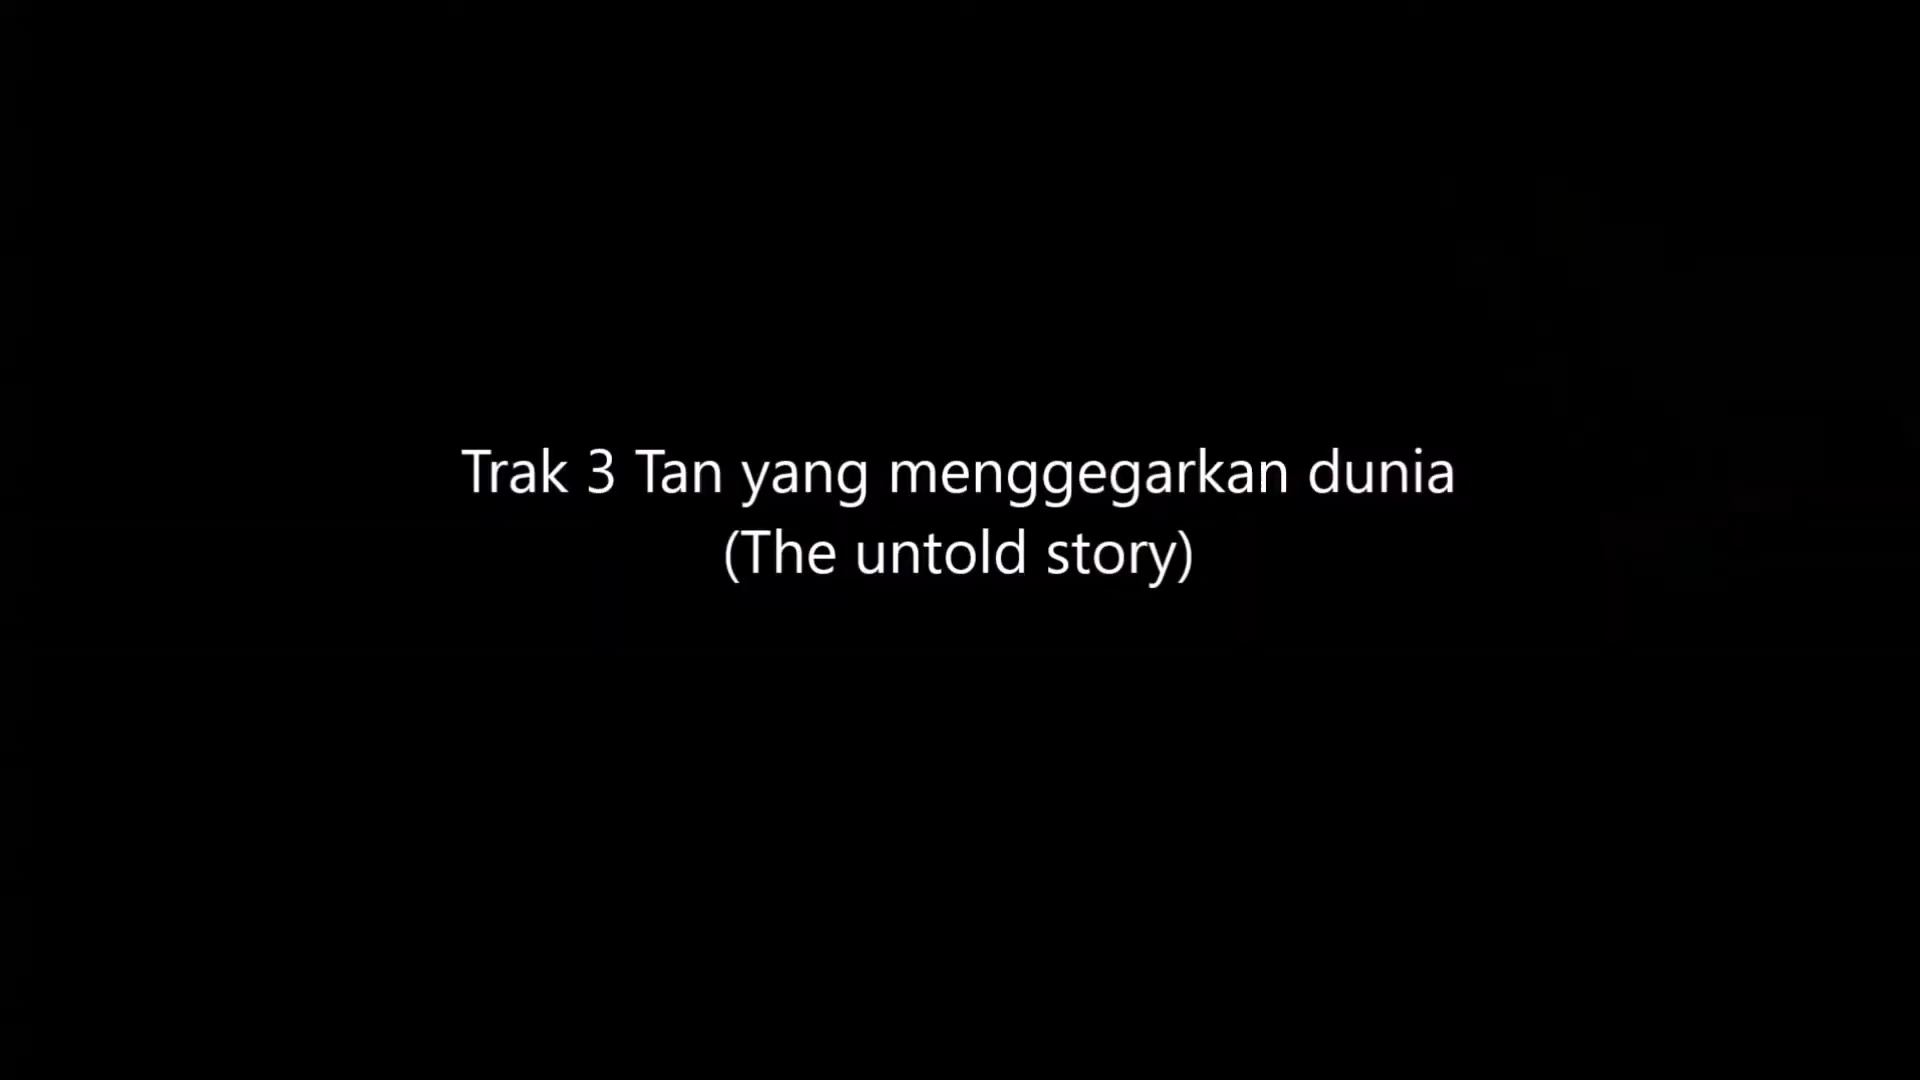 Trak 3 Tan yang menggegarkan dunia
(The untold story)